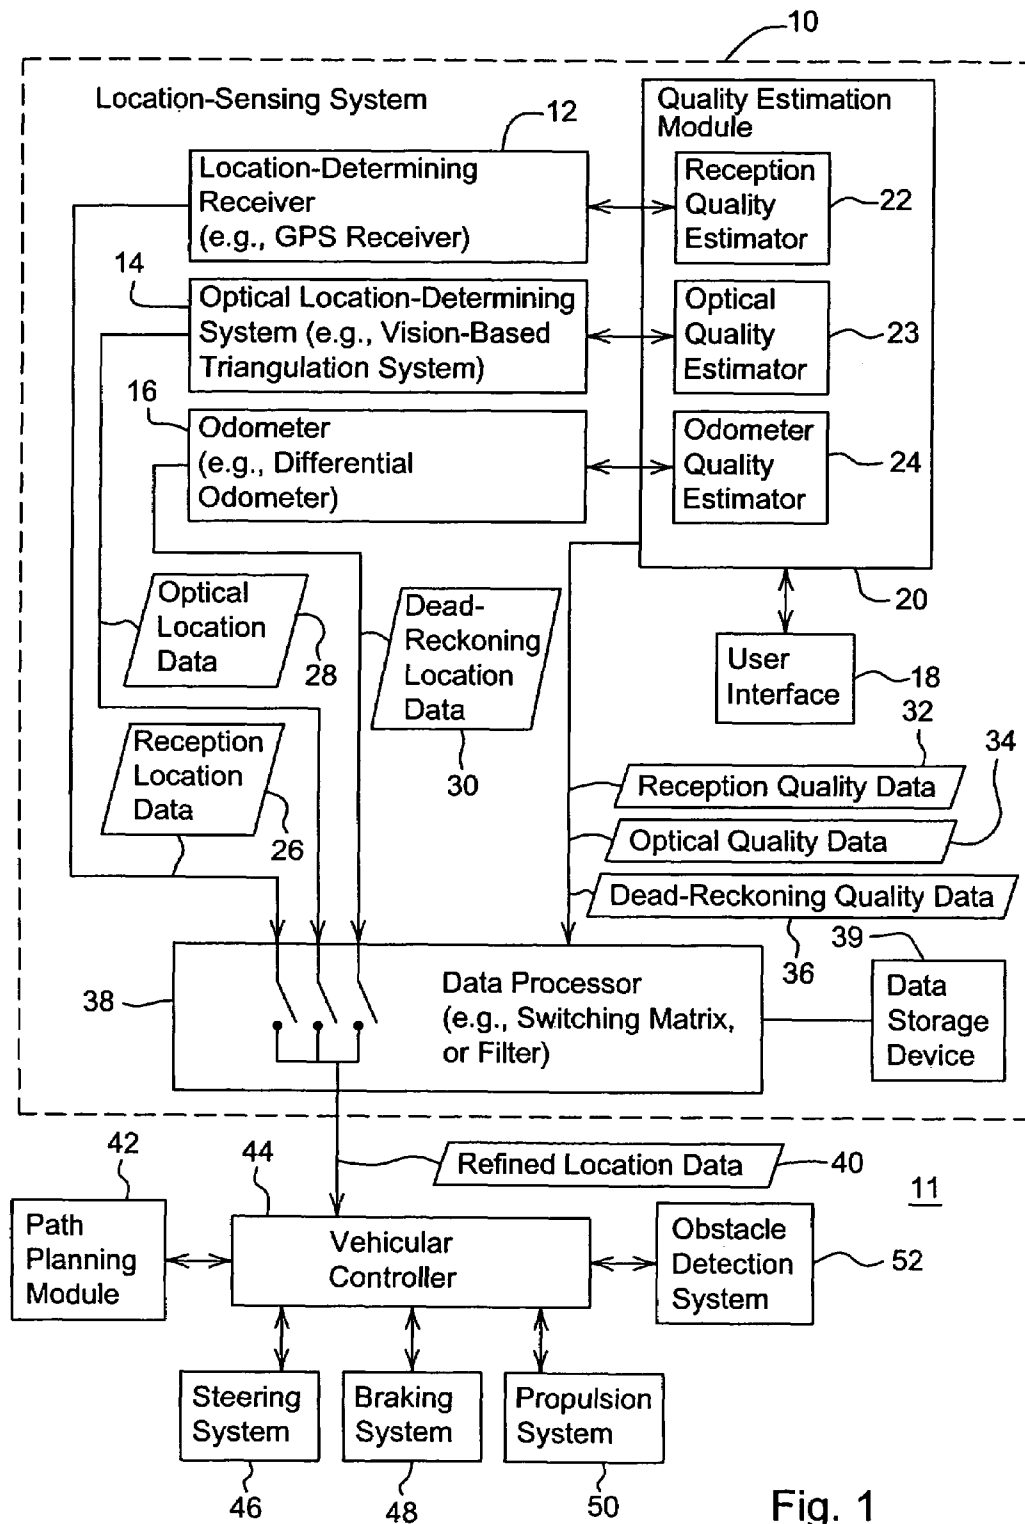 10
Location-Sensing System
12
Quality Estimation
Module
Location-Determining
Receiver
(e.g., GPS Receiver)
Reception
Quality
Estimator
22
14
Optical Location-Determining
System (e.g., Vision-Based
Triangulation System)
Optical
Quality
Estimator
23
16
Odometer
(e.g., Differential
Odometer)
Odometer
Quality
Estimator
24
20
Optical
Location
Data
28
Dead-
Reckoning
Location
Data
30
User
Interface
18
32
34
Reception
Location
Data
26
Reception Quality Data
Optical Quality Data
Dead-Reckoning Quality Data
36
39
38
Data Processor
(e.g., Switching Matrix,
or Filter)
Data
Storage
Device
42
44
Refined Location Data
40
11
Path
Planning
Module
Vehicular
Controller
Obstacle
Detection
System
52
Steering
System
Braking
System
Propulsion
System
46
48
50
Fig. 1